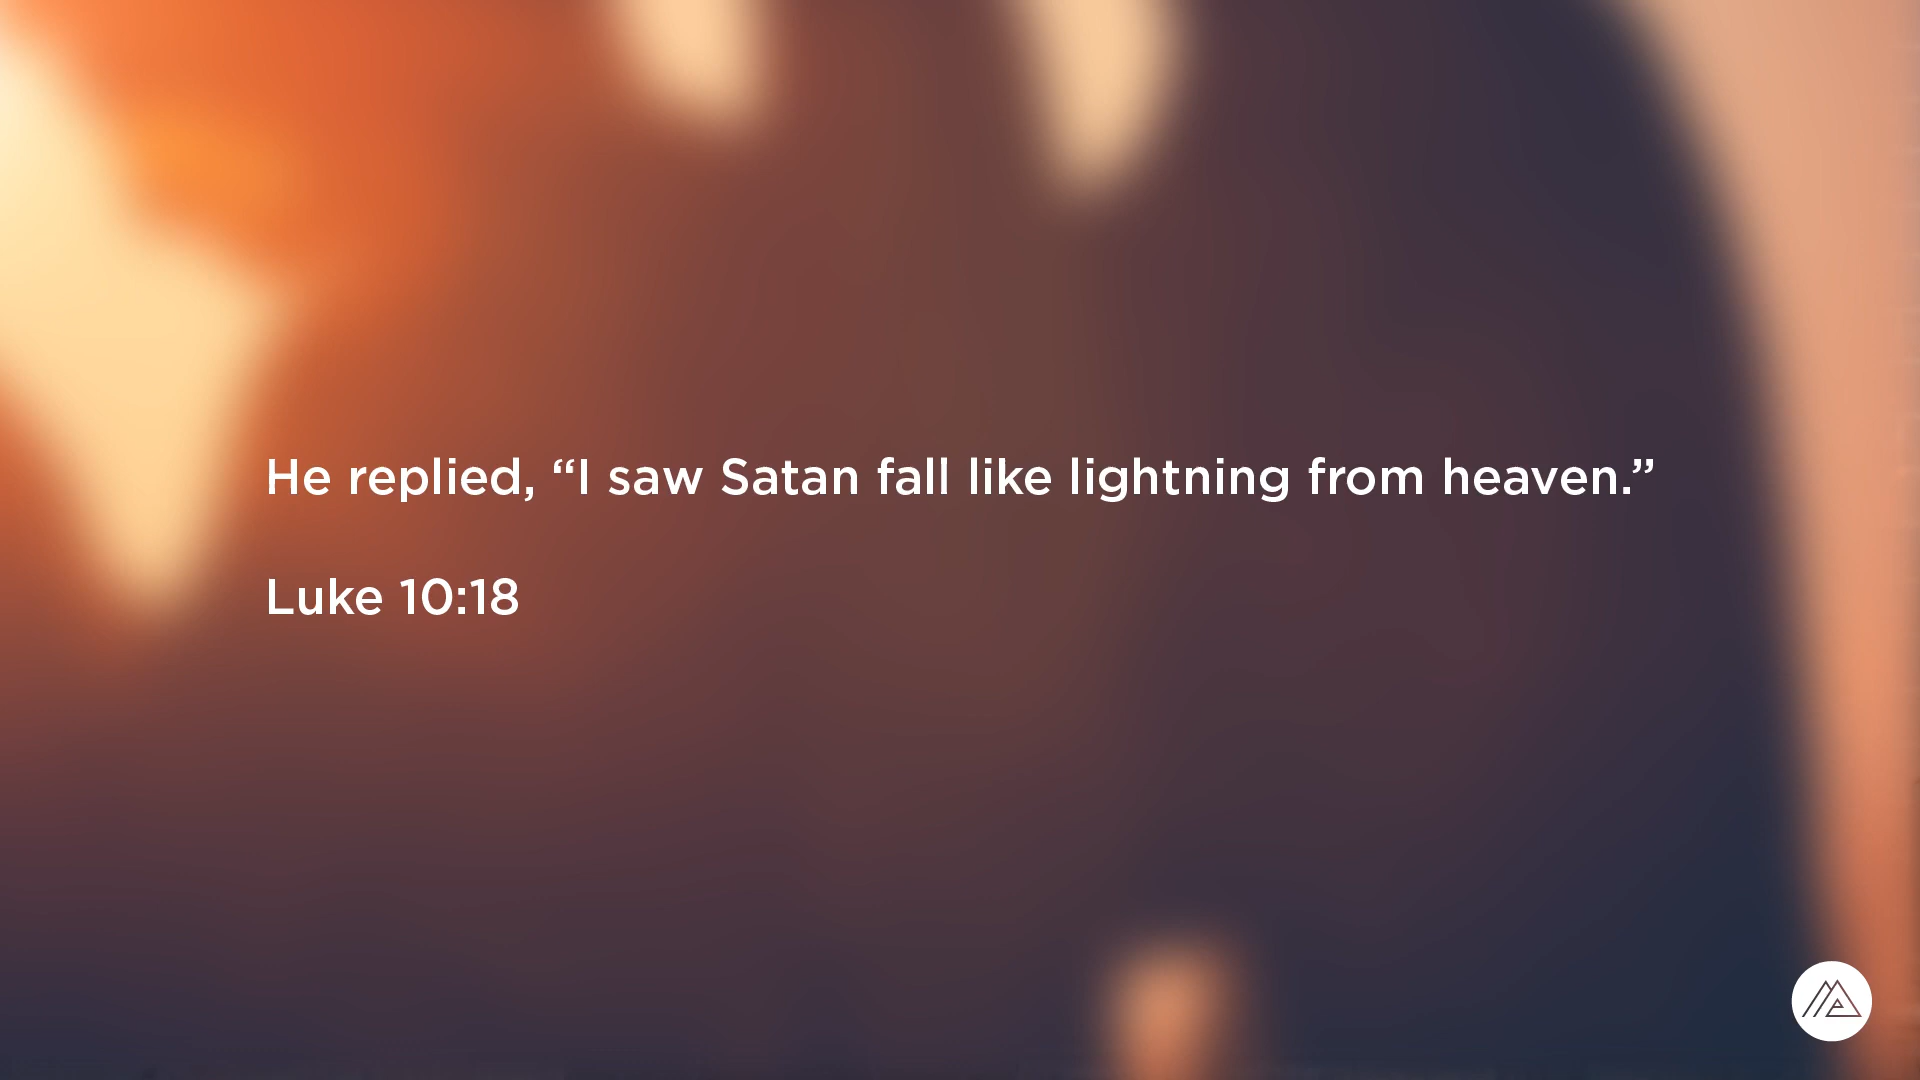 He replied, “I saw Satan fall like lightning from heaven.”
Luke 10:18